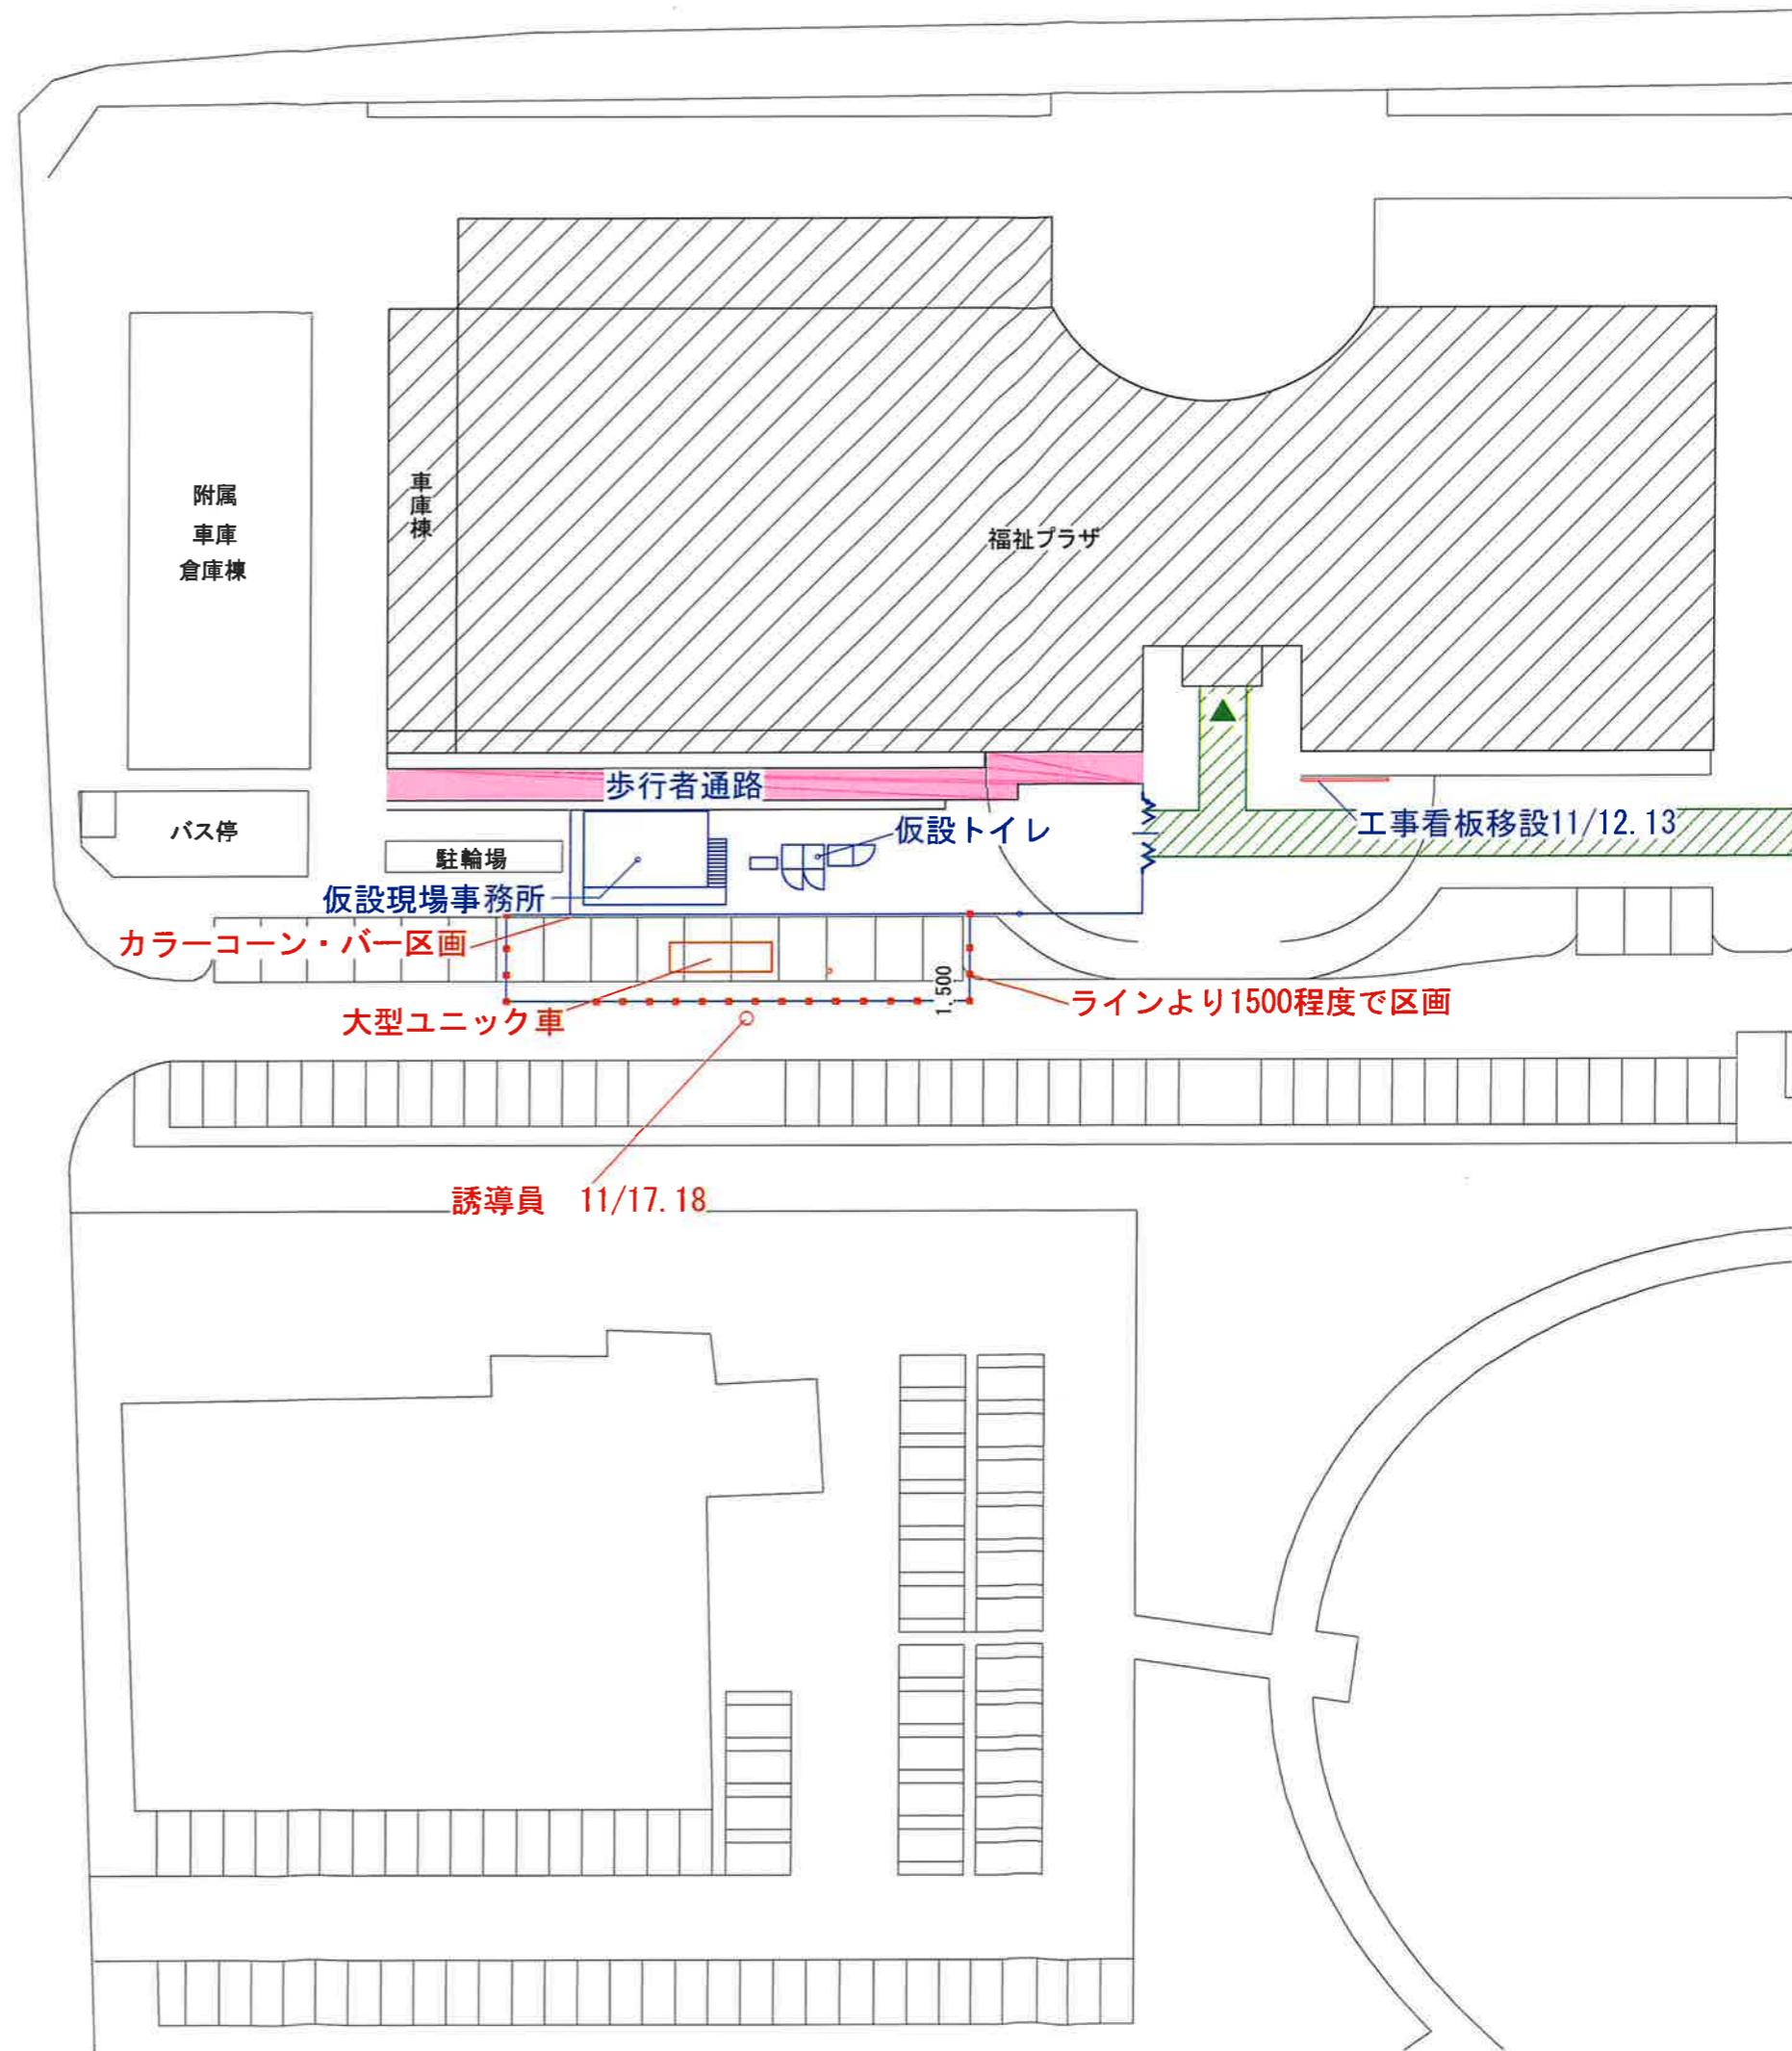 附属
車庫
倉庫棟
車庫棟
福祉プラザ
歩行者通路
バス停
駐輪場
仮設トイレ
工事看板移設11/12.13
仮設現場事務所
カラーコーン・バー区画
大型ユニック車
1,500
ラインより1500程度で区画
誘導員 11/17.18